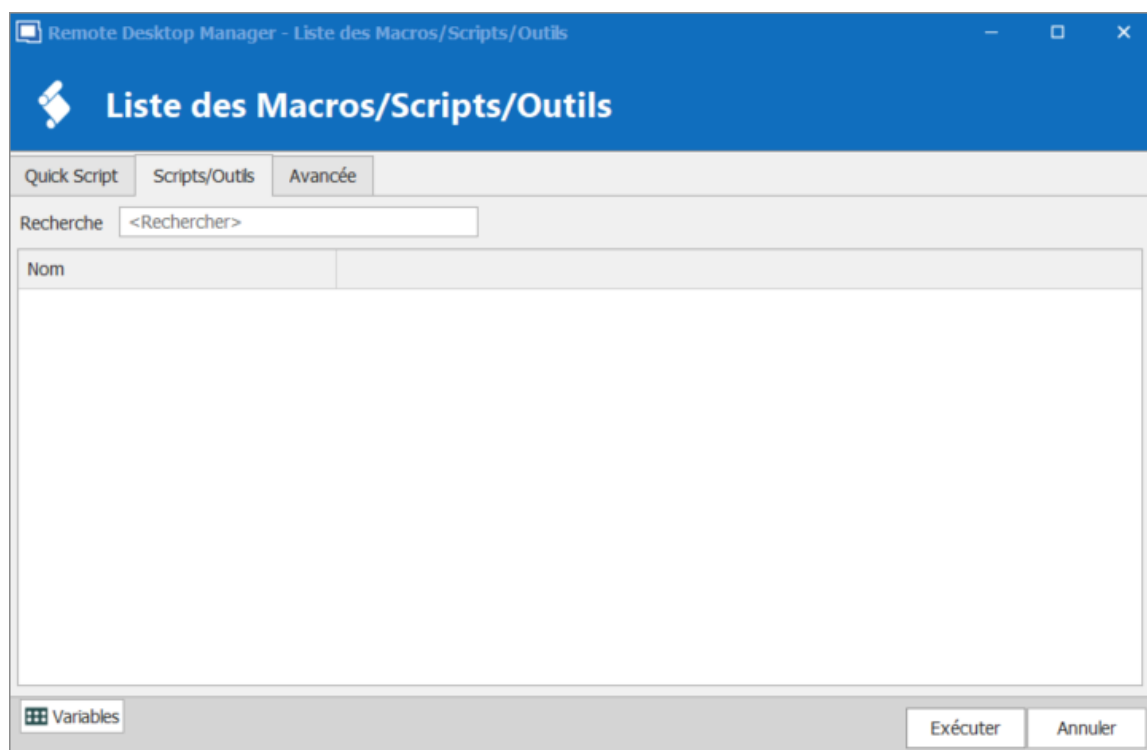 Remote Desktop Manager - Liste des Macros/Scripts/Outils
Liste des Macros/Scripts/Outils
Quick Script Scripts/Outils Avancée
Recherche <Rechercher>
Nom
Variables
Exécuter Annuler